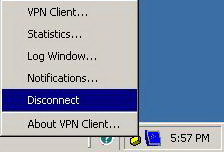 VPN Client...
Statistics...
Log Window...
Notifications...
Disconnect
About VPN Client...
5:57 PM